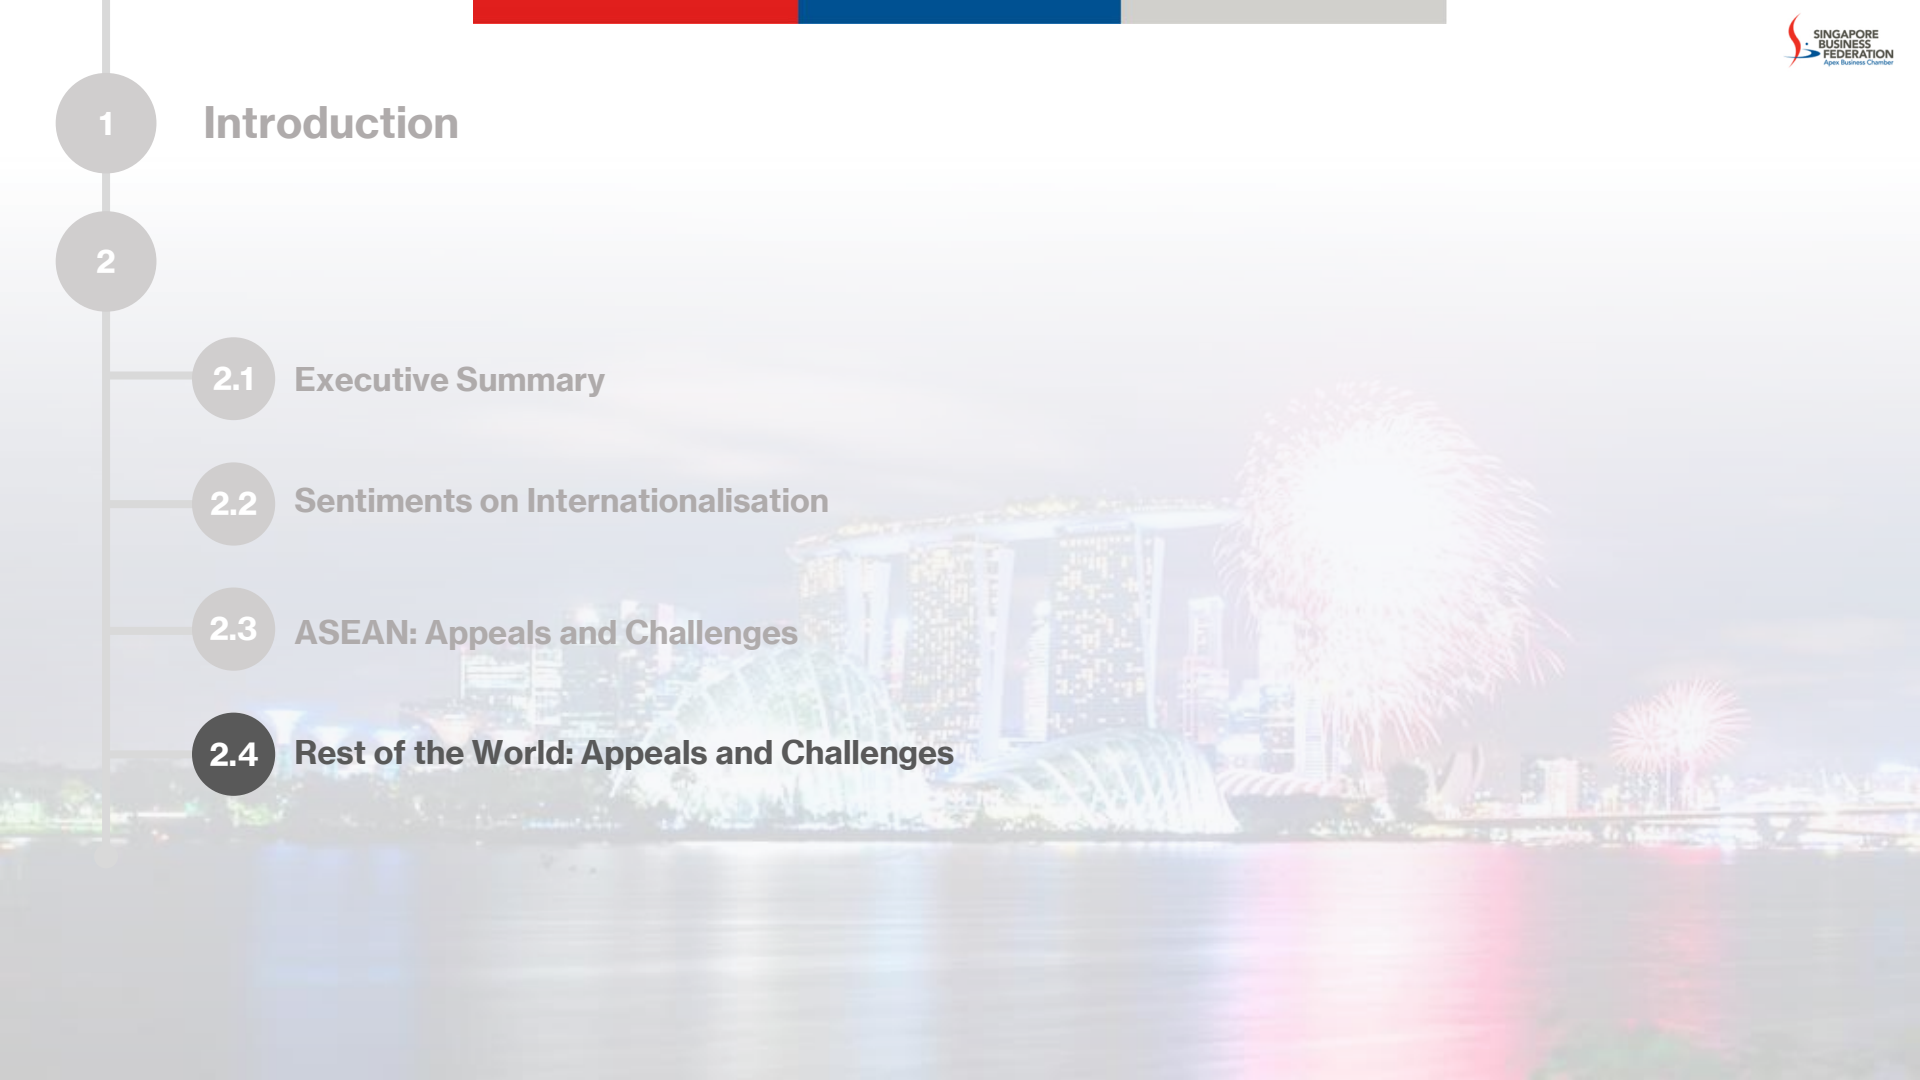 SINGAPORE
BUSINESS
FEDERATION
Apex Business Chamber
1 Introduction
2
2.1 Executive Summary
2.2 Sentiments on Internationalisation
2.3 ASEAN: Appeals and Challenges
2.4 Rest of the World: Appeals and Challenges